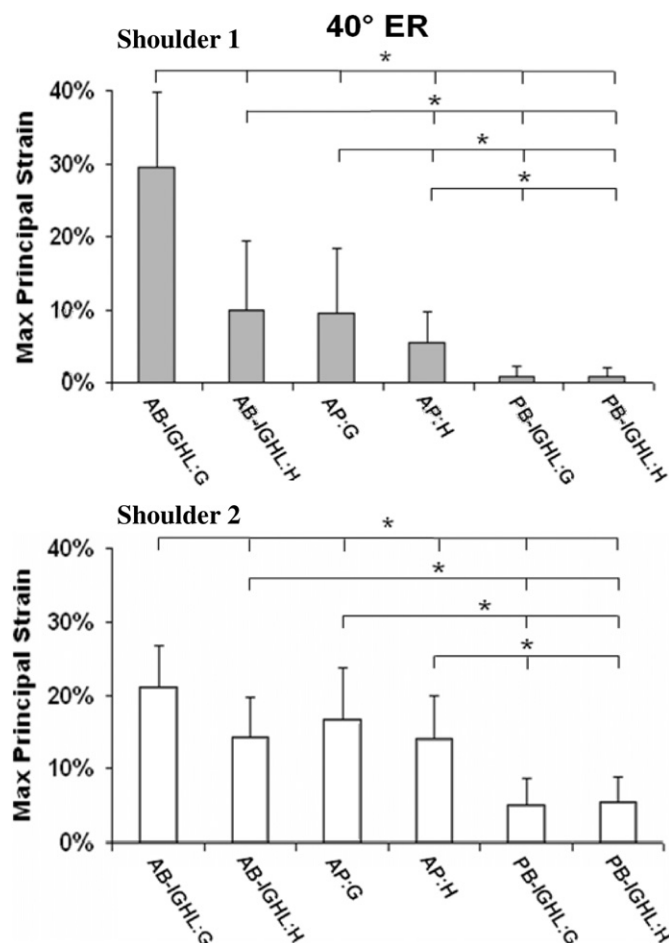 40° ER
Shoulder 1
*
*
*
*
Max Principal Strain
40%
30%
20%
10%
0%
AB-IGHL:G
AB-IGHL:H
AP:G
AP:H
PB-IGHL:G
PB-IGHL:H
Shoulder 2
*
*
*
*
Max Principal Strain
40%
30%
20%
10%
0%
AB-IGHL:G
AB-IGHL:H
AP:G
AP:H
PB-IGHL:G
PB-IGHL:H